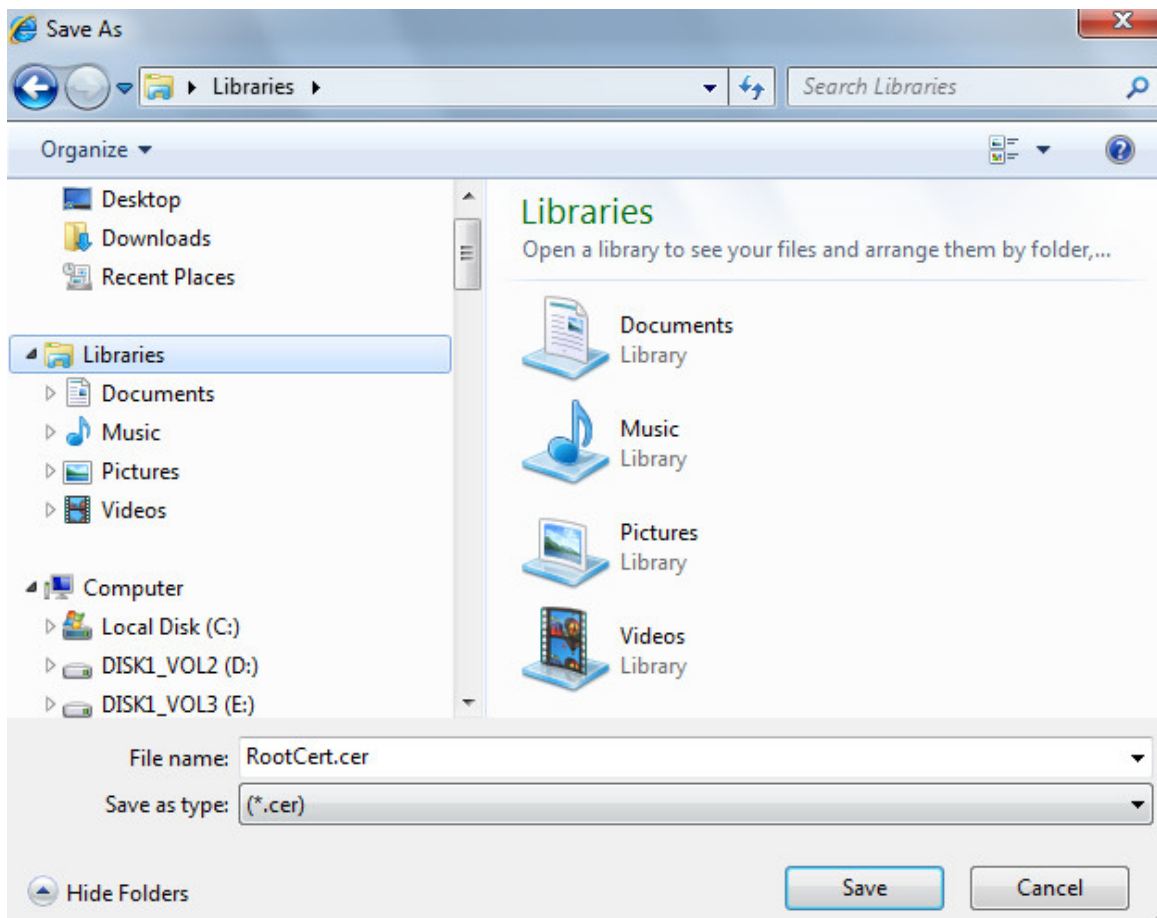 Save As
Libraries
Search Libraries
Organize
Desktop
Downloads
Recent Places
Libraries
Documents
Music
Pictures
Videos
Computer
Local Disk (C:)
DISK1_VOL2 (D:)
DISK1_VOL3 (E:)
Libraries
Open a library to see your files and arrange them by folder,...
Documents
Library
Music
Library
Pictures
Library
Videos
Library
File name: RootCert.cer
Save as type: (*.cer)
Hide Folders
Save
Cancel